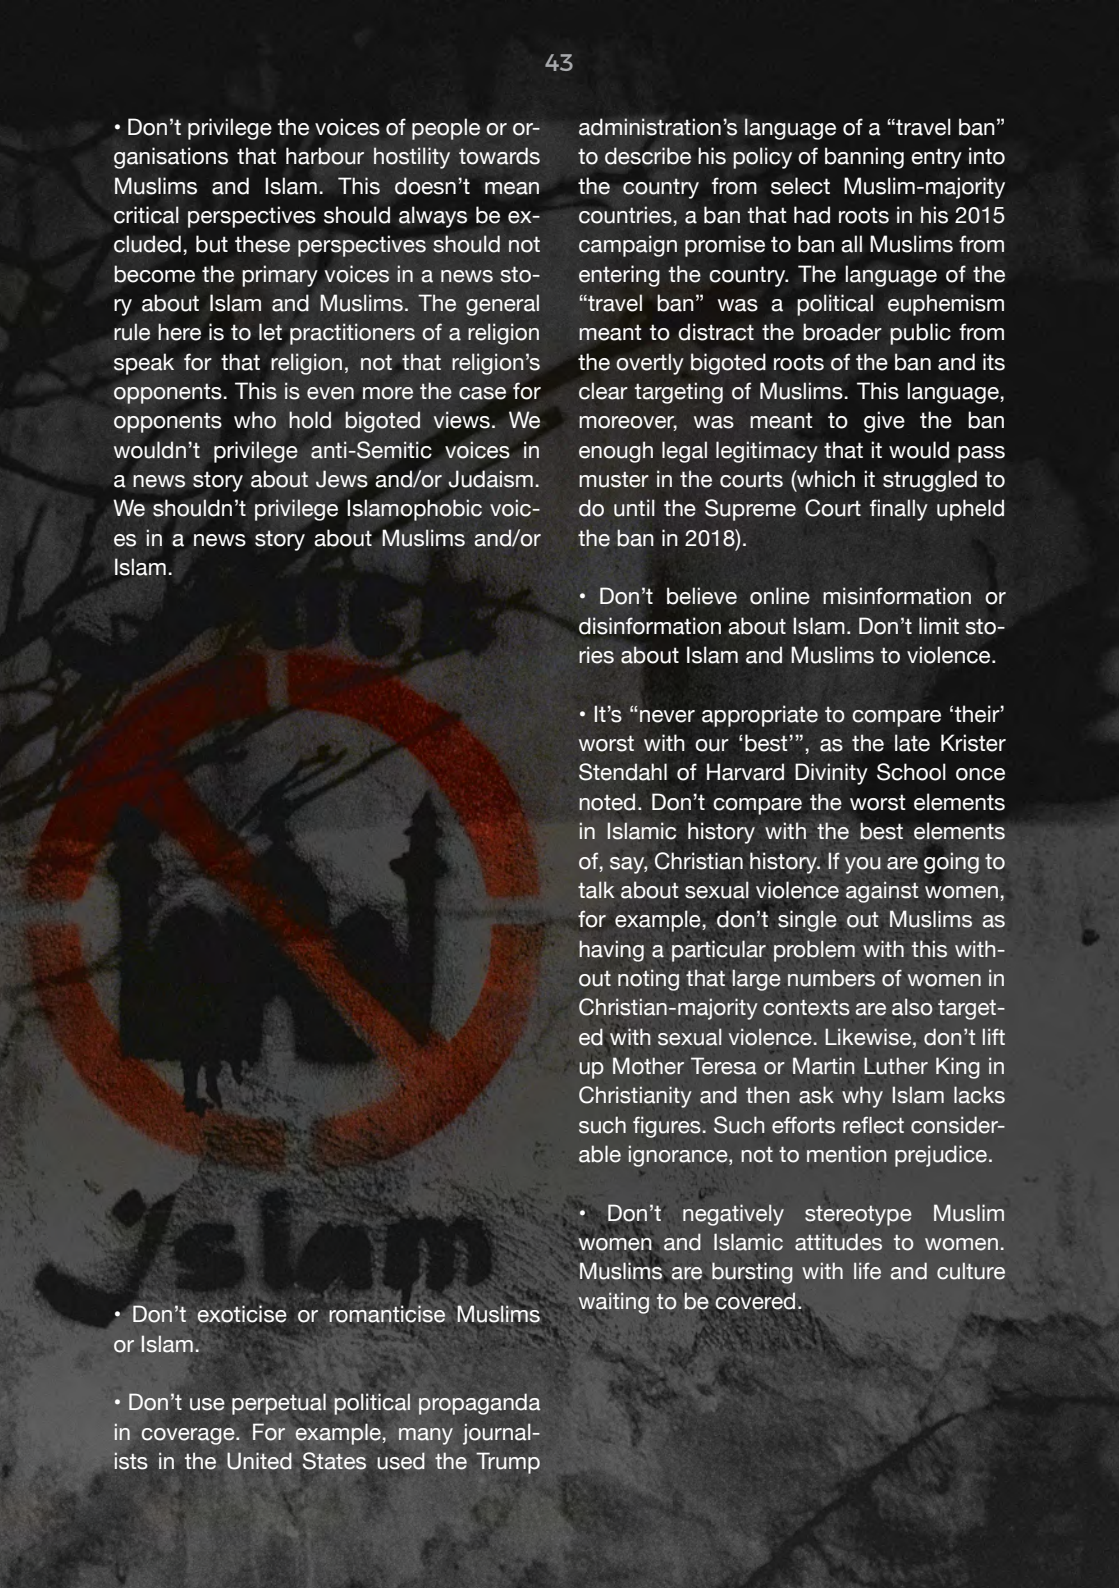 43
• Don’t privilege the voices of people or or-
ganisations that harbour hostility towards
Muslims and Islam. This doesn’t mean
critical perspectives should always be ex-
cluded, but these perspectives should not
become the primary voices in a news sto-
ry about Islam and Muslims. The general
rule here is to let practitioners of a religion
speak for that religion, not that religion’s
opponents. This is even more the case for
opponents who hold bigoted views. We
wouldn’t privilege anti-Semitic voices in
a news story about Jews and/or Judaism.
We shouldn’t privilege Islamophobic voic-
es in a news story about Muslims and/or
Islam.
Islam
• Don’t exoticise or romanticise Muslims
or Islam.
• Don’t use perpetual political propaganda
in coverage. For example, many journal-
ists in the United States used the Trump
administration’s language of a “travel ban”
to describe his policy of banning entry into
the country from select Muslim-majority
countries, a ban that had roots in his 2015
campaign promise to ban all Muslims from
entering the country. The language of the
“travel ban” was a political euphemism
meant to distract the broader public from
the overtly bigoted roots of the ban and its
clear targeting of Muslims. This language,
moreover, was meant to give the ban
enough legal legitimacy that it would pass
muster in the courts (which it struggled to
do until the Supreme Court finally upheld
the ban in 2018).
• Don’t believe online misinformation or
disinformation about Islam. Don’t limit sto-
ries about Islam and Muslims to violence.
• It’s “never appropriate to compare ‘their’
worst with our ‘best’”, as the late Krister
Stendahl of Harvard Divinity School once
noted. Don’t compare the worst elements
in Islamic history with the best elements
of, say, Christian history. If you are going to
talk about sexual violence against women,
for example, don’t single out Muslims as
having a particular problem with this with-
out noting that large numbers of women in
Christian-majority contexts are also target-
ed with sexual violence. Likewise, don’t lift
up Mother Teresa or Martin Luther King in
Christianity and then ask why Islam lacks
such figures. Such efforts reflect consider-
able ignorance, not to mention prejudice.
• Don’t negatively stereotype Muslim
women and Islamic attitudes to women.
Muslims are bursting with life and culture
waiting to be covered.